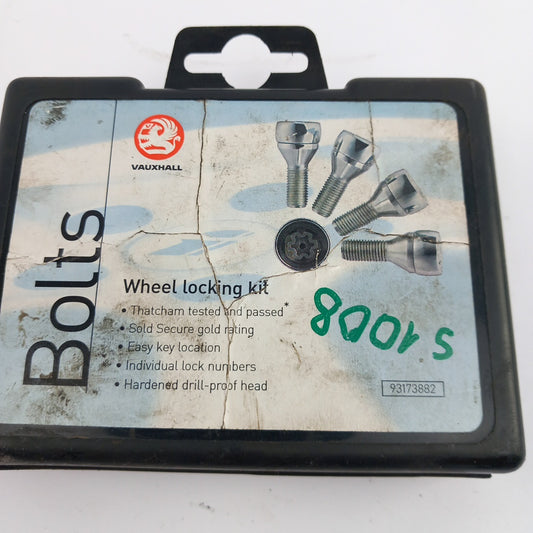 VAUXHALL
Bolts
Wheel locking kit
• Thatcham tested and passed*
• Sold Secure gold rating
• Easy key location
• Individual lock numbers
• Hardened drill-proof head
S1008
93173882